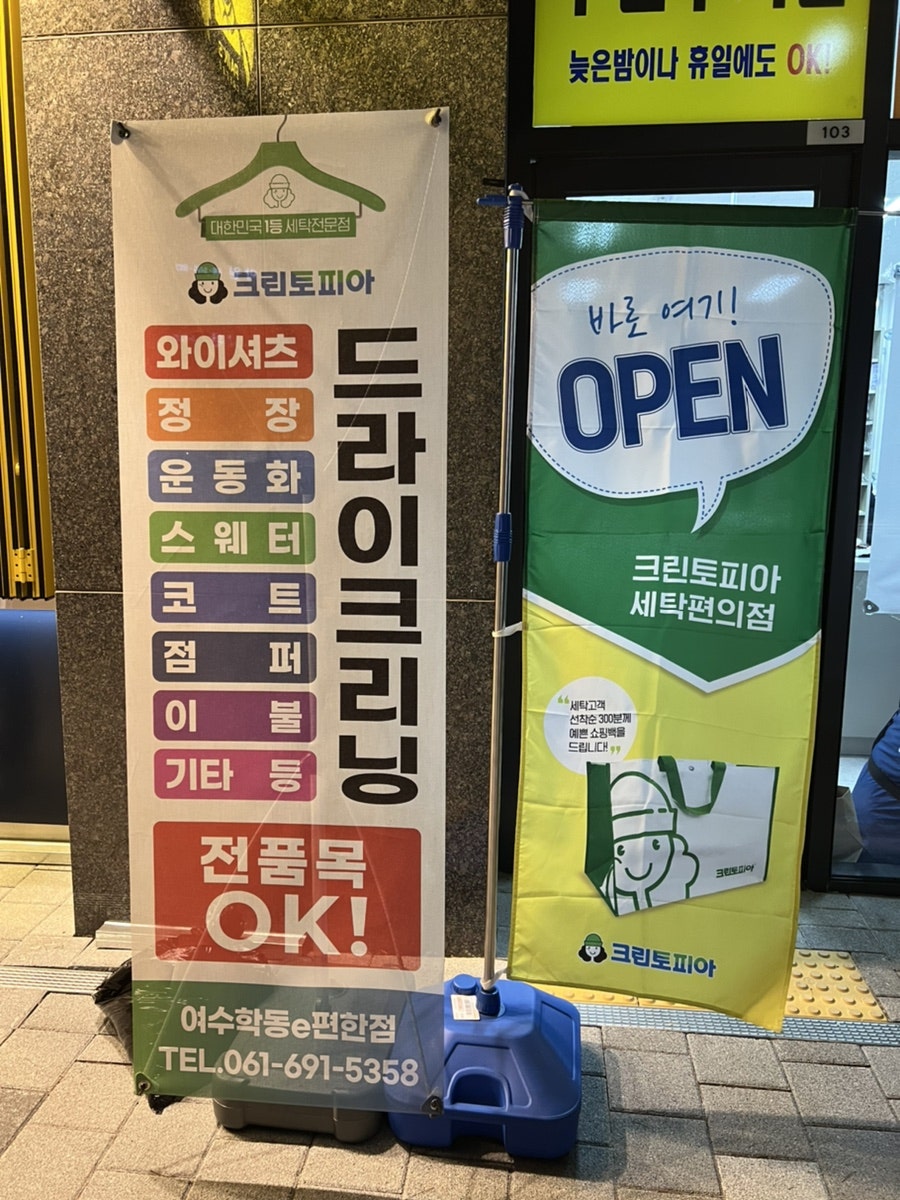 늦은밤이나 휴일에도 OK!
103
대한민국 1등 세탁전문점
크린토피아
드라이크리닝
와이셔츠
정장
운동화
스웨터
코트
점퍼
이불
기타 등
전품목
OK!
여수학동e편한점
TEL.061-691-5358
바로 여기!
OPEN
크린토피아
세탁편의점
“세탁고객
선착순 300분께
예쁜 쇼핑백을
드립니다!”
크린토피아
크린토피아